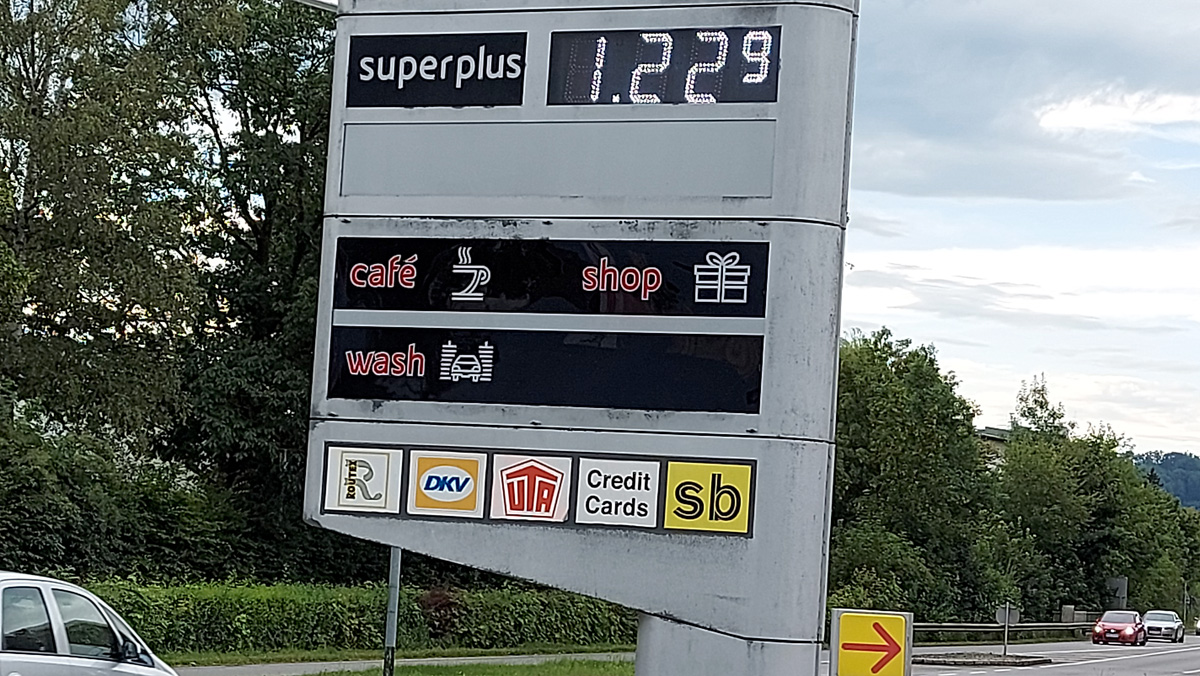 superplus 1.229
café shop
wash
ROUTEX DKV UTA Credit Cards sb